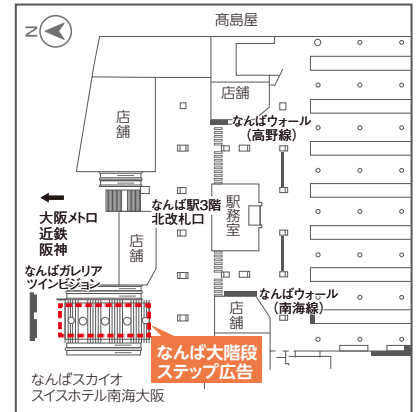 N
髙島屋
店舗
店舗
なんばウォール
（高野線）
なんば駅3階
北改札口
駅務室
大阪メトロ
近鉄
阪神
店舗
なんばガレリア
ツインビジョン
なんばウォール
（南海線）
店舗
なんば大階段
ステップ広告
なんばスカイオ
スイスホテル南海大阪